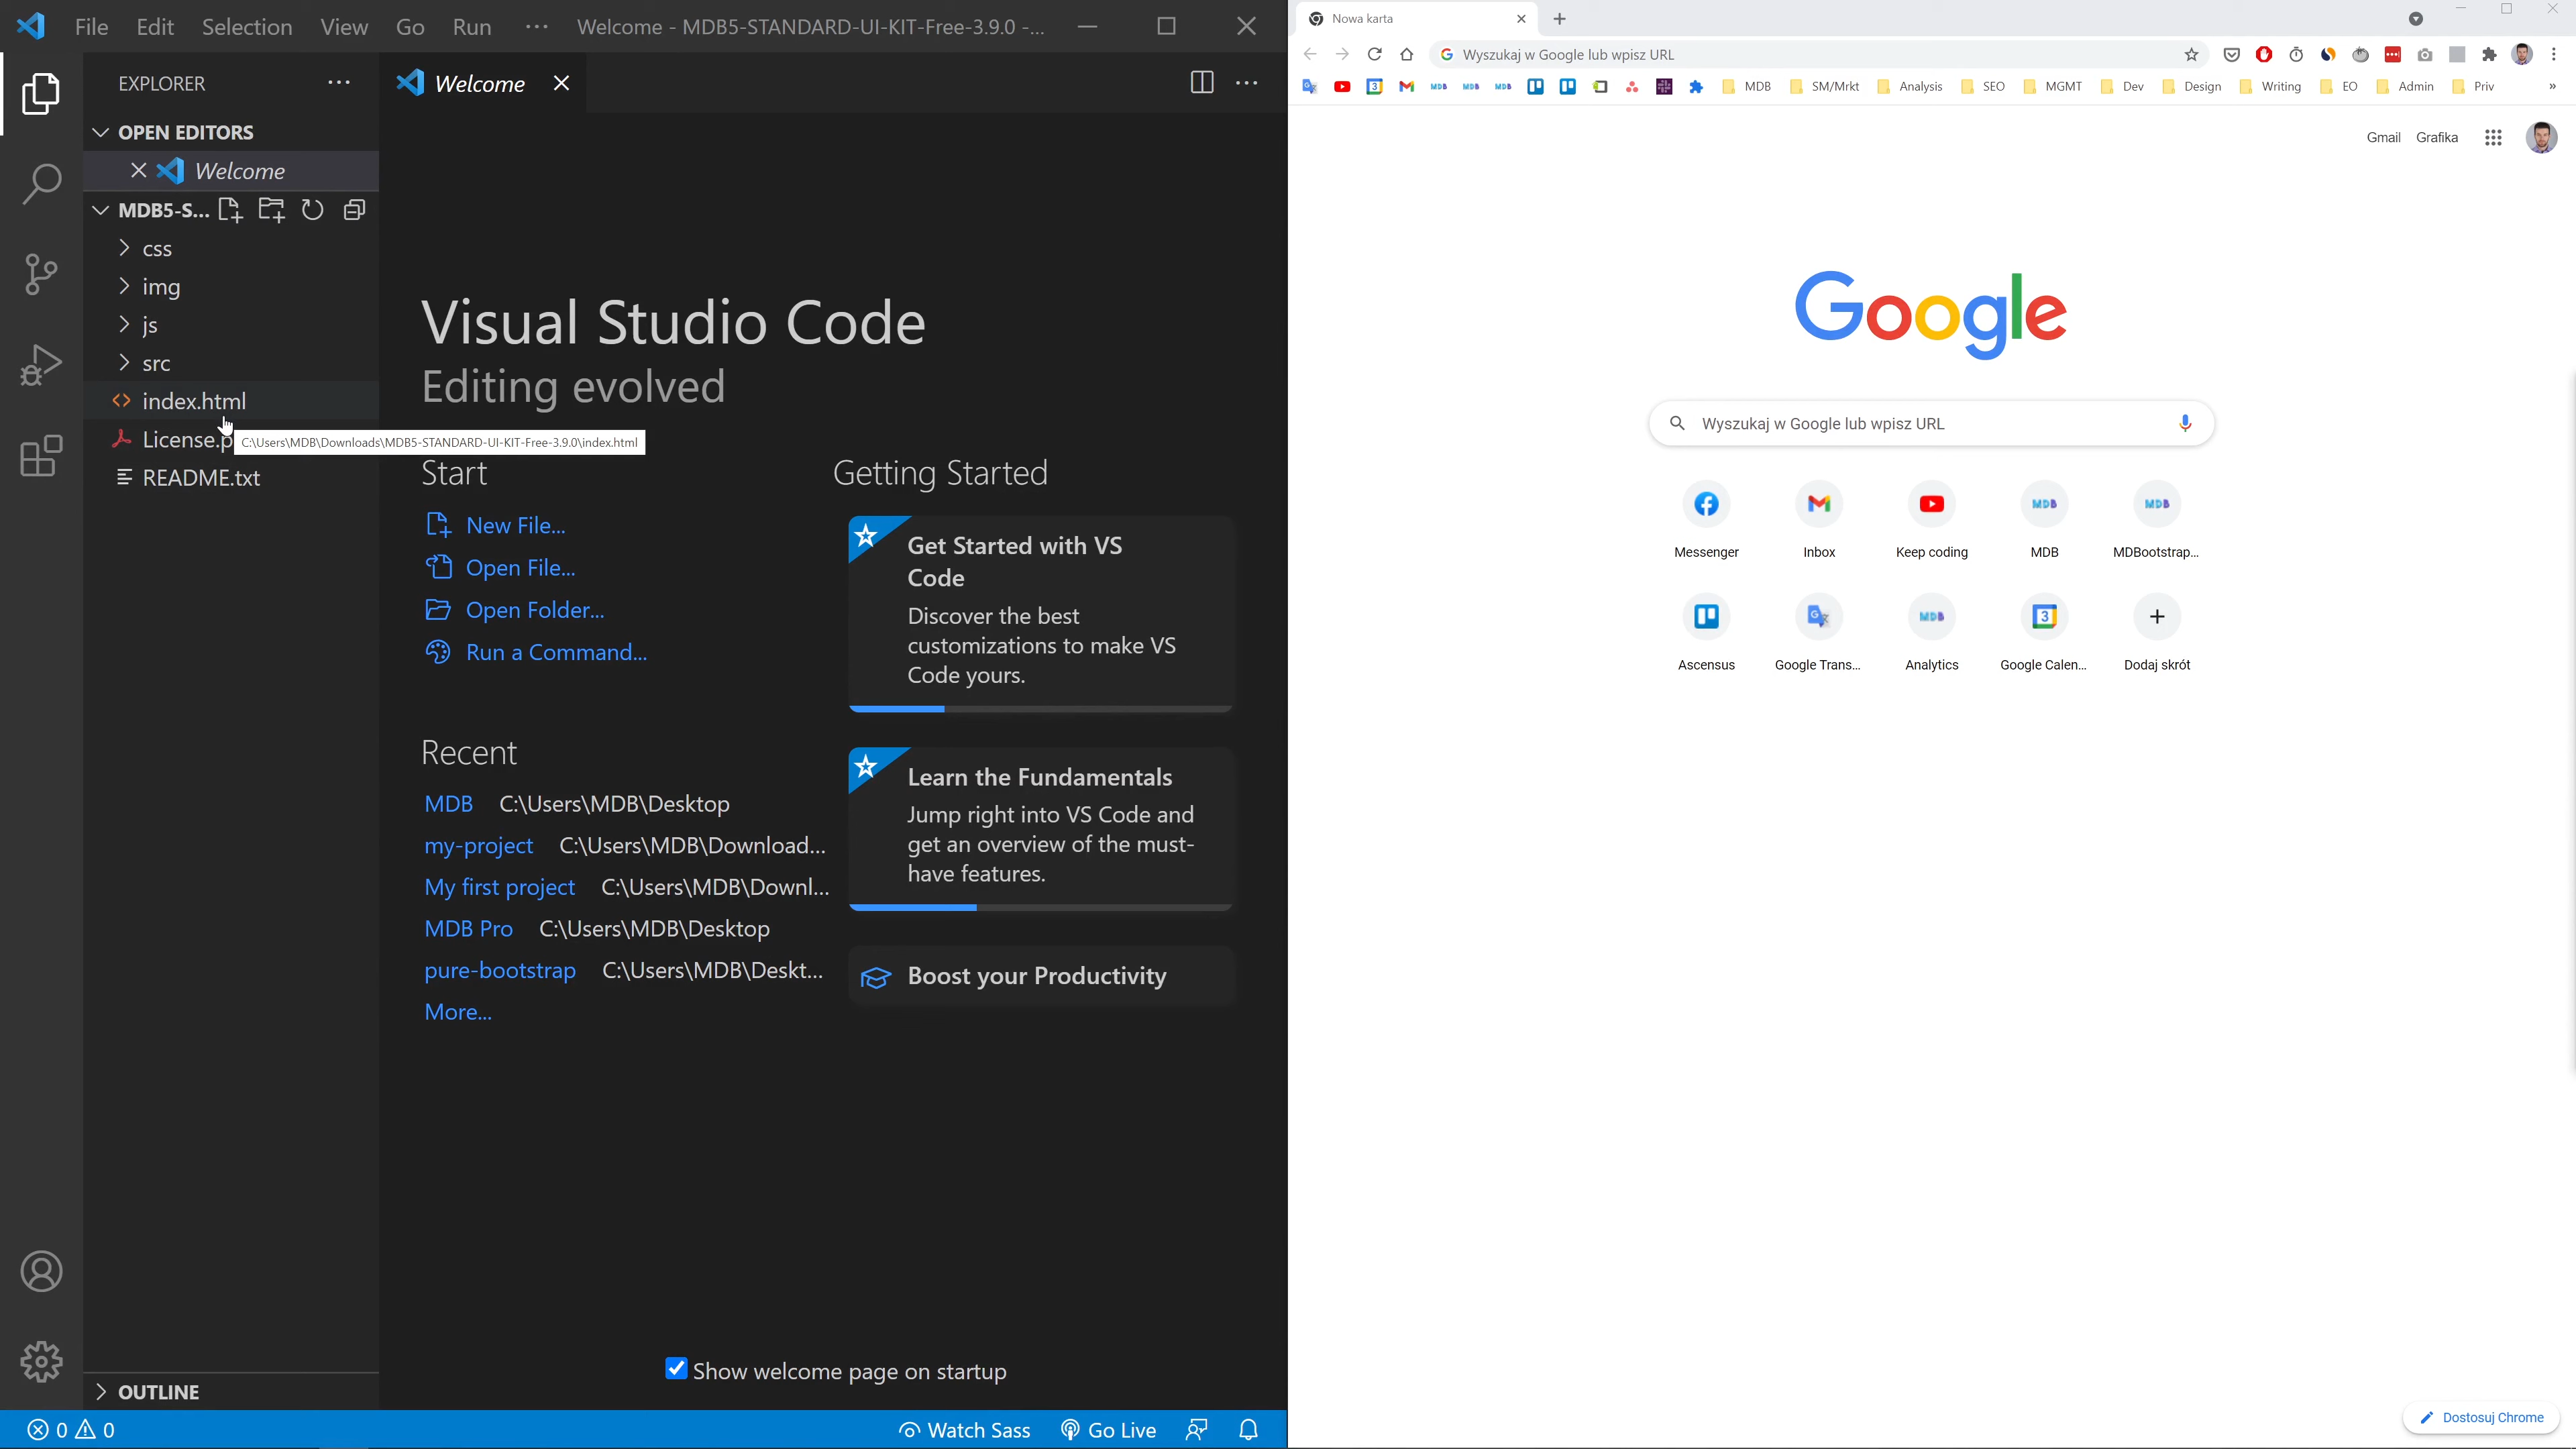 File Edit Selection View Go Run ··· Welcome - MDB5-STANDARD-UI-KIT-Free-3.9.0 -...
EXPLORER
Welcome
OPEN EDITORS
Welcome
MDB5-S...
css
img
js
src
index.html
License.p
C:\Users\MDB\Downloads\MDB5-STANDARD-UI-KIT-Free-3.9.0\index.html
README.txt
OUTLINE
Visual Studio Code
Editing evolved
Start
New File...
Open File...
Open Folder...
Run a Command...
Recent
MDB C:\Users\MDB\Desktop
my-project C:\Users\MDB\Download...
My first project C:\Users\MDB\Downl...
MDB Pro C:\Users\MDB\Desktop
pure-bootstrap C:\Users\MDB\Deskt...
More...
Getting Started
Get Started with VS
Code
Discover the best
customizations to make VS
Code yours.
Learn the Fundamentals
Jump right into VS Code and
get an overview of the must-
have features.
Boost your Productivity
Show welcome page on startup
0 0 Watch Sass Go Live
Nowa karta
Wyszukaj w Google lub wpisz URL
MDB SM/Mrkt Analysis SEO MGMT Dev Design Writing EO Admin Priv »
Gmail Grafika
Google
Wyszukaj w Google lub wpisz URL
MDB MDB
Messenger Inbox Keep coding MDB MDBootstrap...
MDB 3
Ascensus Google Trans... Analytics Google Calen... Dodaj skrót
Dostosuj Chrome